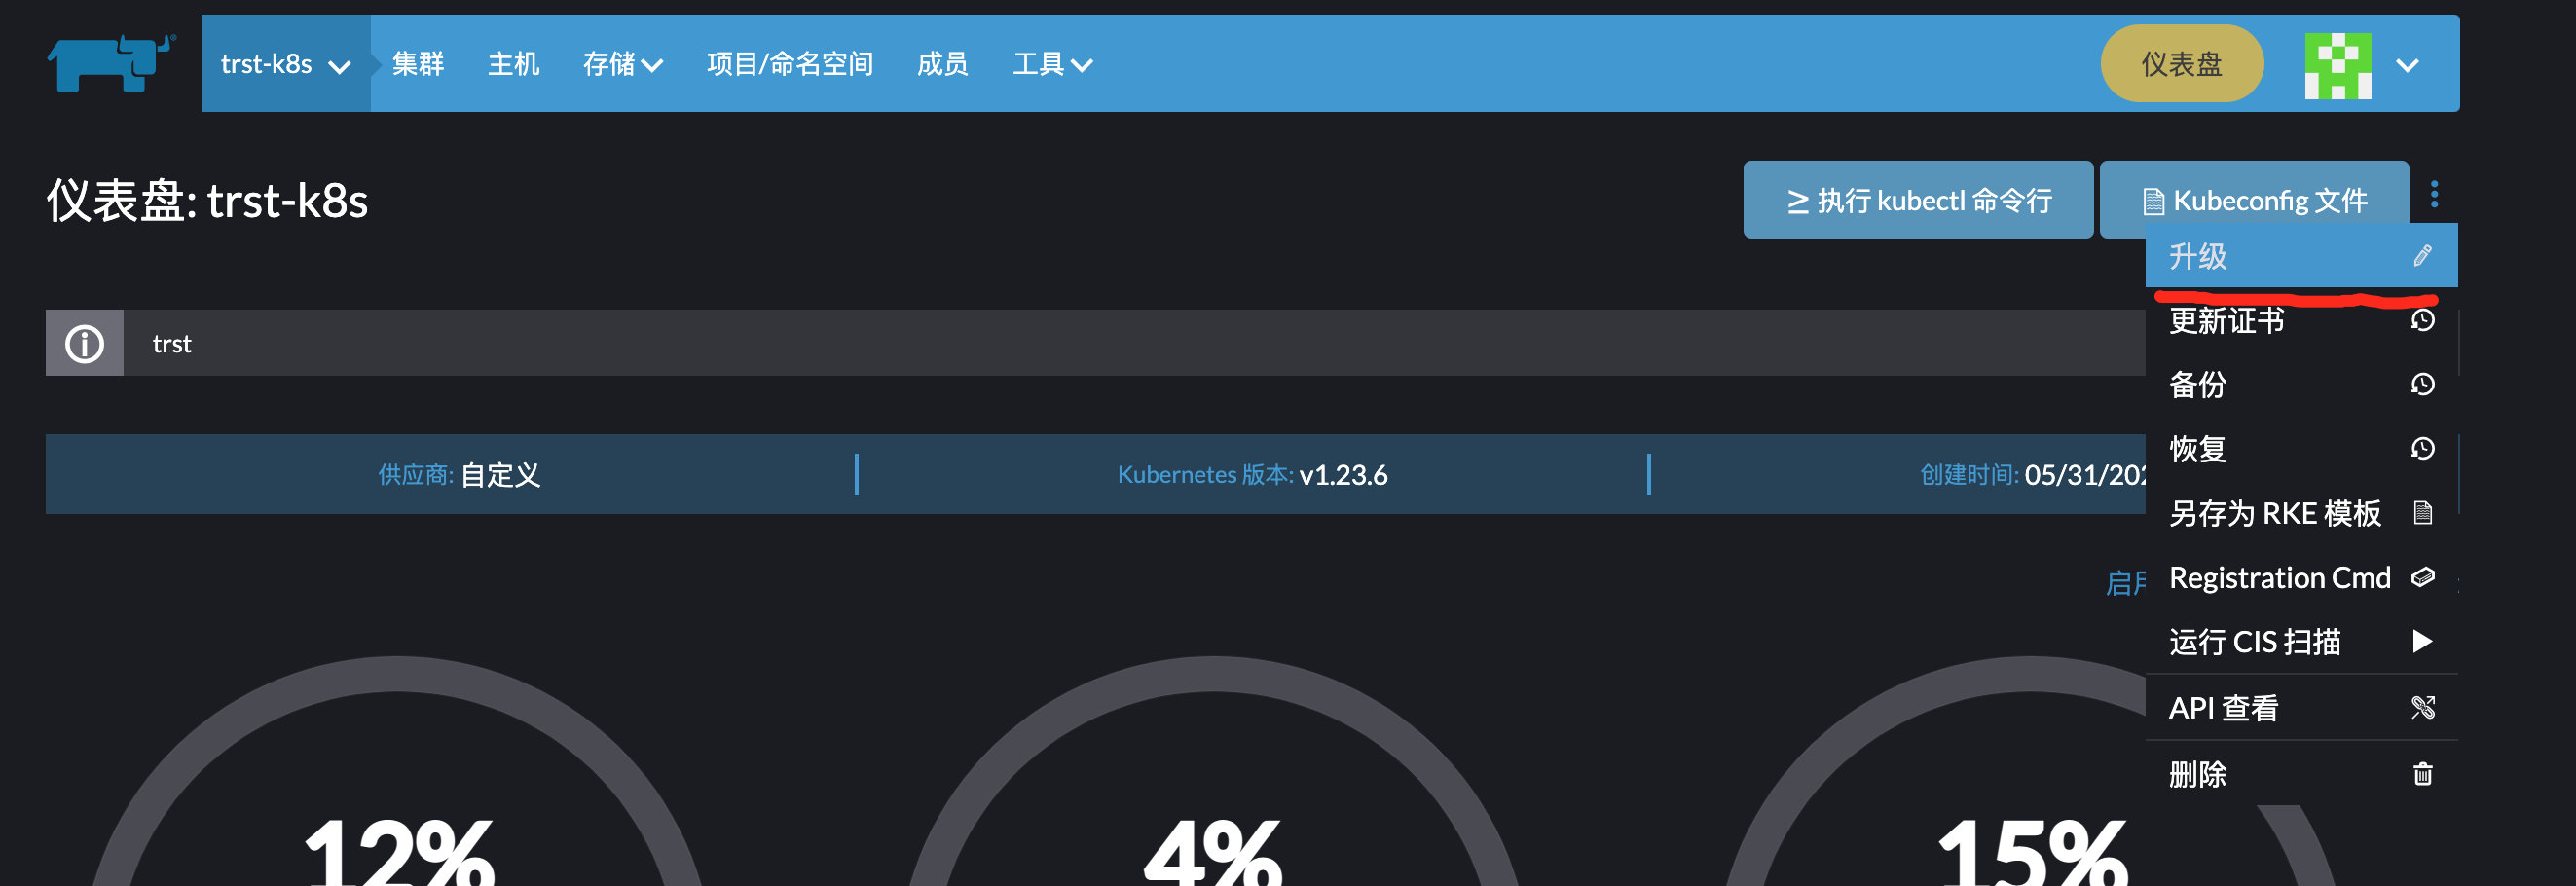 trst-k8s 集群 主机 存储 项目/命名空间 成员 工具 仪表盘
仪表盘: trst-k8s
执行 kubectl 命令行
Kubeconfig 文件
升级
更新证书
备份
恢复
另存为 RKE 模板
Registration Cmd
运行 CIS 扫描
API 查看
删除
trst
供应商: 自定义
Kubernetes 版本: v1.23.6
创建时间: 05/31/202
启用
12%
4%
15%